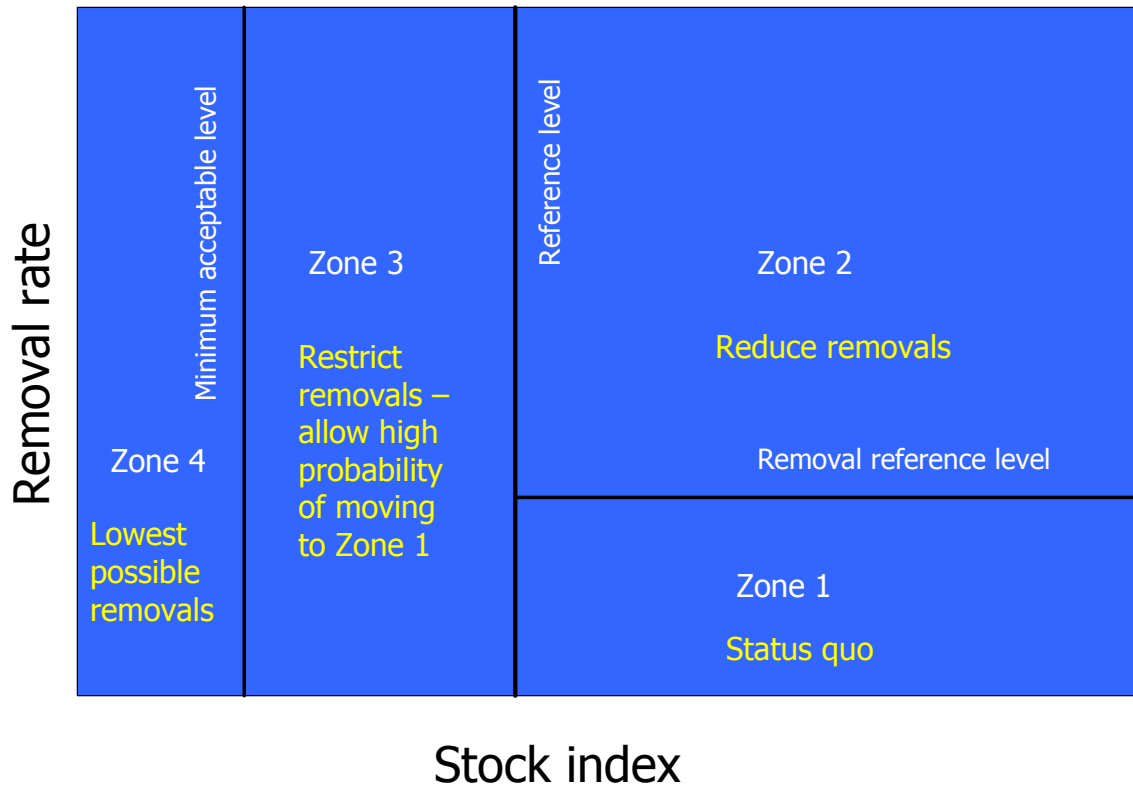 Removal rate
Minimum acceptable level
Zone 4
Lowest
possible
removals
Zone 3
Restrict
removals –
allow high
probability
of moving
to Zone 1
Reference level
Zone 2
Reduce removals
Removal reference level
Zone 1
Status quo
Stock index